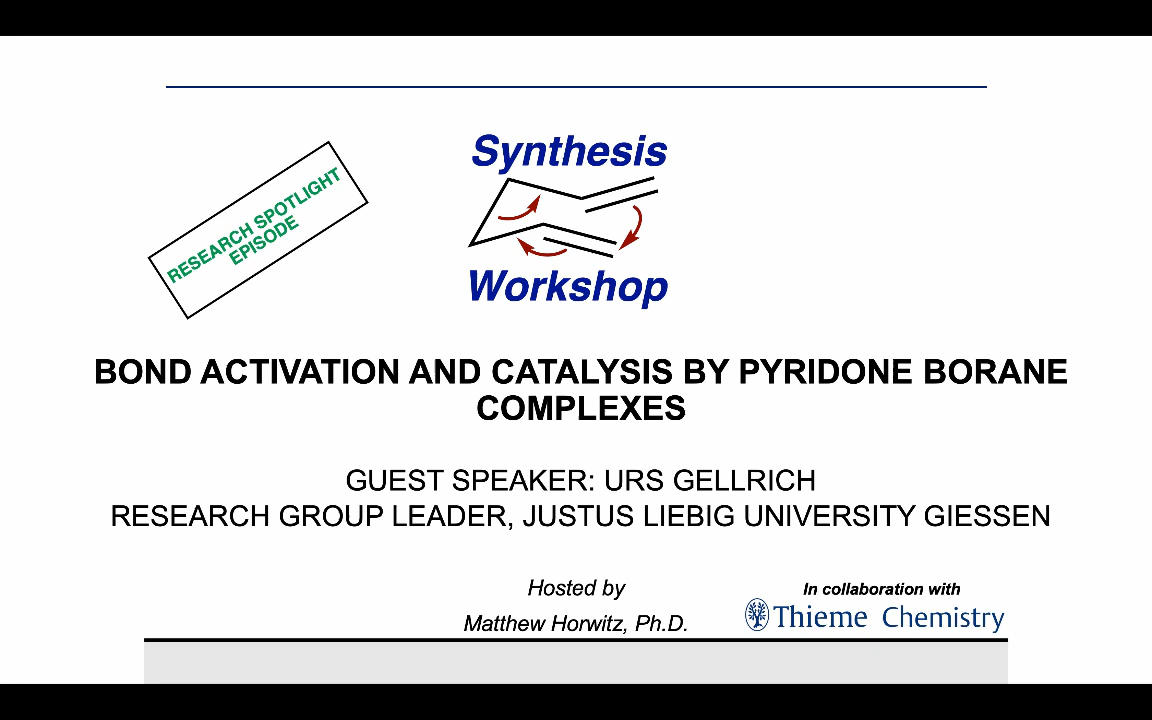 RESEARCH SPOTLIGHT
EPISODE
Synthesis
Workshop
BOND ACTIVATION AND CATALYSIS BY PYRIDONE BORANE
COMPLEXES
GUEST SPEAKER: URS GELLRICH
RESEARCH GROUP LEADER, JUSTUS LIEBIG UNIVERSITY GIESSEN
Hosted by
Matthew Horwitz, Ph.D.
In collaboration with
Thieme Chemistry